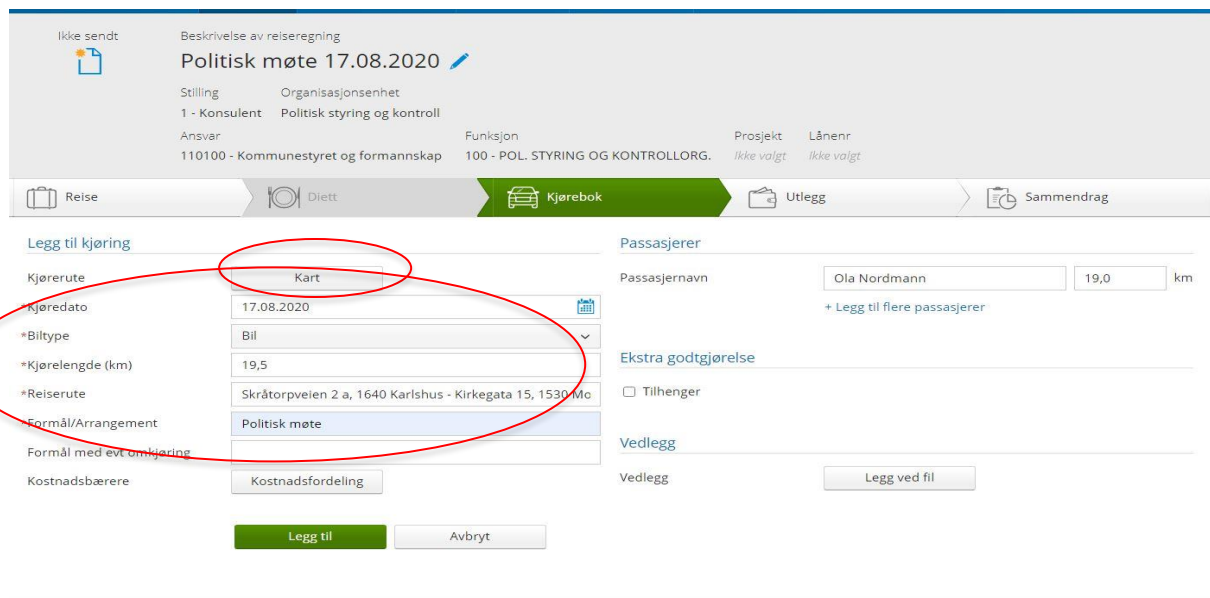 Ikke sendt
Beskrivelse av reiseregning
Politisk møte 17.08.2020
Stilling Organisasjonsenhet
1 - Konsulent Politisk styring og kontroll
Ansvar Funksjon Prosjekt Lånenr
110100 - Kommunestyret og formannskap 100 - POL. STYRING OG KONTROLLORG. Ikke valgt Ikke valgt
Reise Diett Kjørebok Utlegg Sammendrag
Legg til kjøring
Kjørerute Kart
*Kjøredato 17.08.2020
*Biltype Bil
*Kjørelengde (km) 19,5
*Reiserute Skråtorpveien 2 a, 1640 Karlshus - Kirkegata 15, 1530 Mo
*Formål/Arrangement Politisk møte
Formål med evt omkjøring
Kostnadsbærere Kostnadsfordeling
Legg til Avbryt
Passasjerer
Passasjernavn Ola Nordmann 19,0 km
+ Legg til flere passasjerer
Ekstra godtgjørelse
Tilhenger
Vedlegg
Vedlegg Legg ved fil